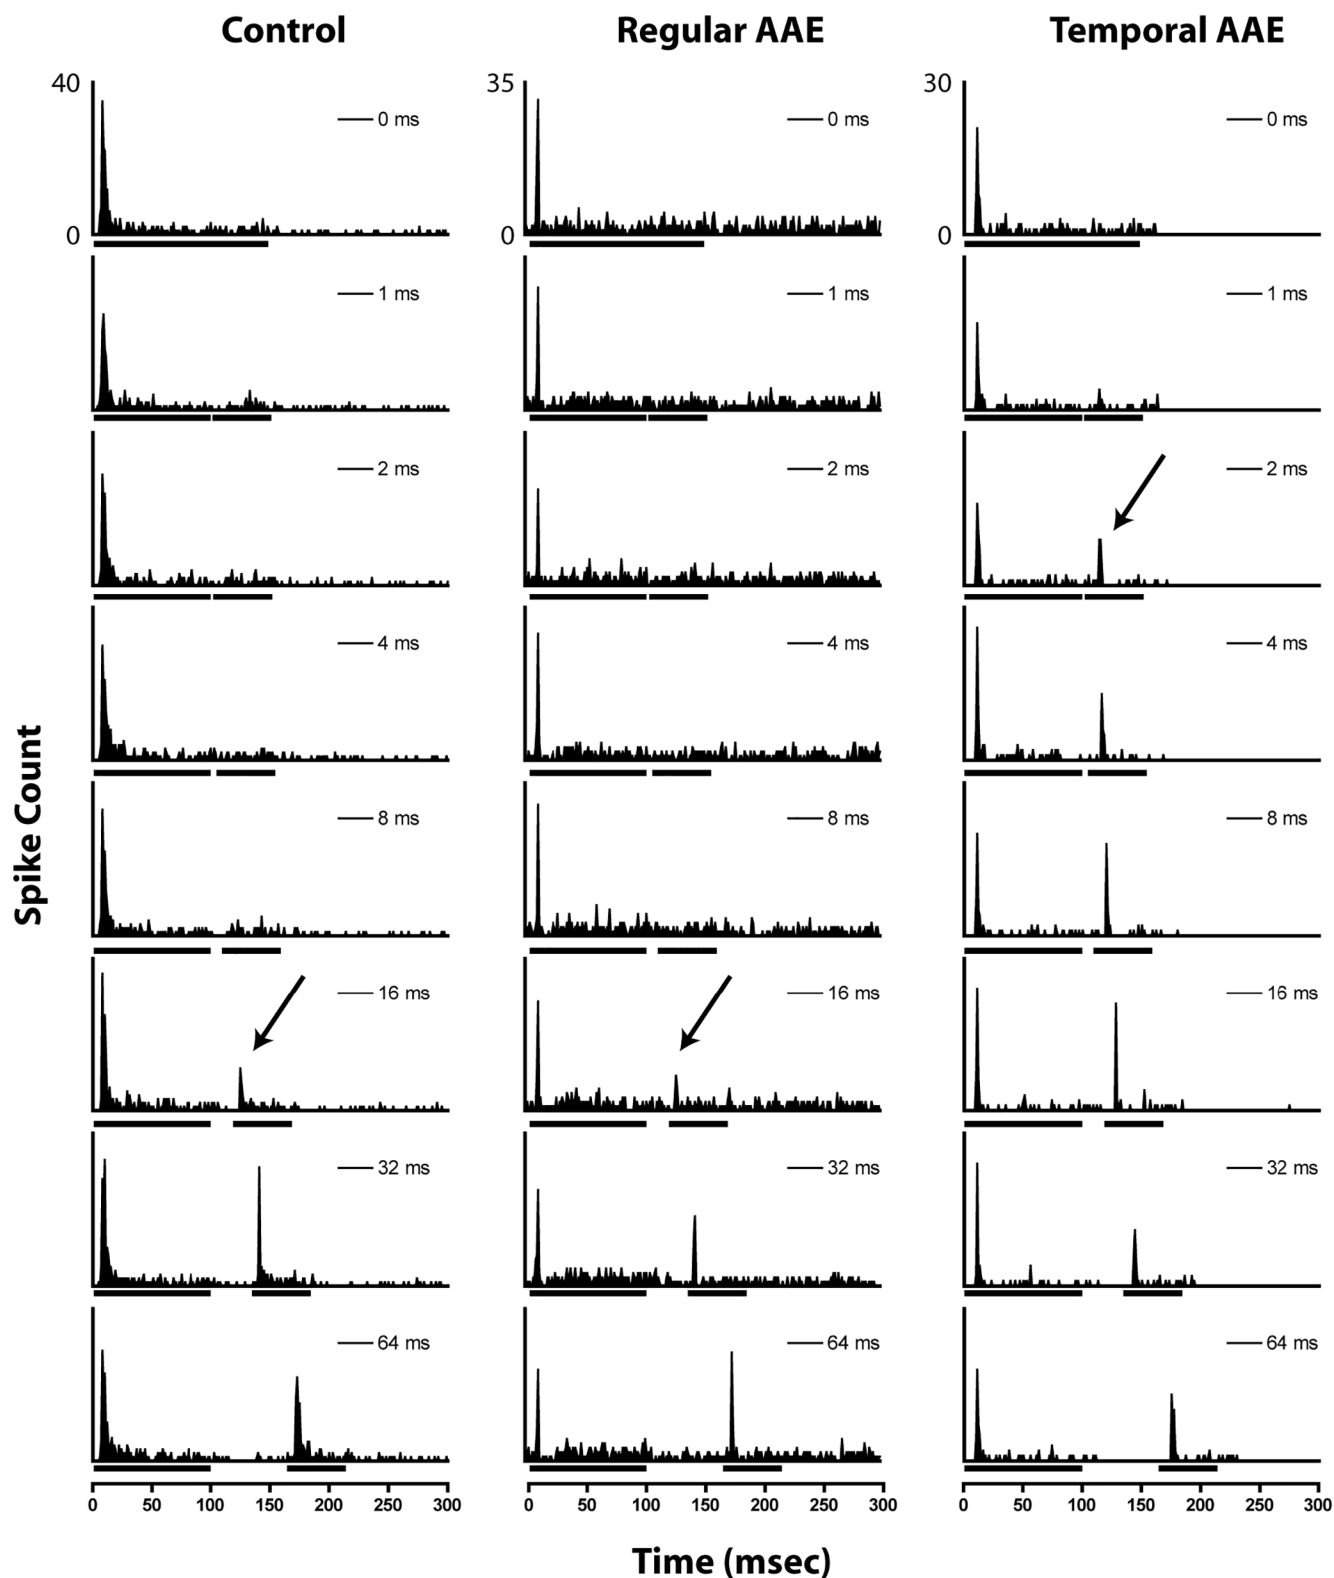 Control Regular AAE Temporal AAE
40 35 30
0 ms 0 ms 0 ms
0 0 0
1 ms 1 ms 1 ms
2 ms 2 ms 2 ms
4 ms 4 ms 4 ms
Spike Count
8 ms 8 ms 8 ms
16 ms 16 ms 16 ms
32 ms 32 ms 32 ms
64 ms 64 ms 64 ms
0 50 100 150 200 250 300 0 50 100 150 200 250 300 0 50 100 150 200 250 300
Time (msec)